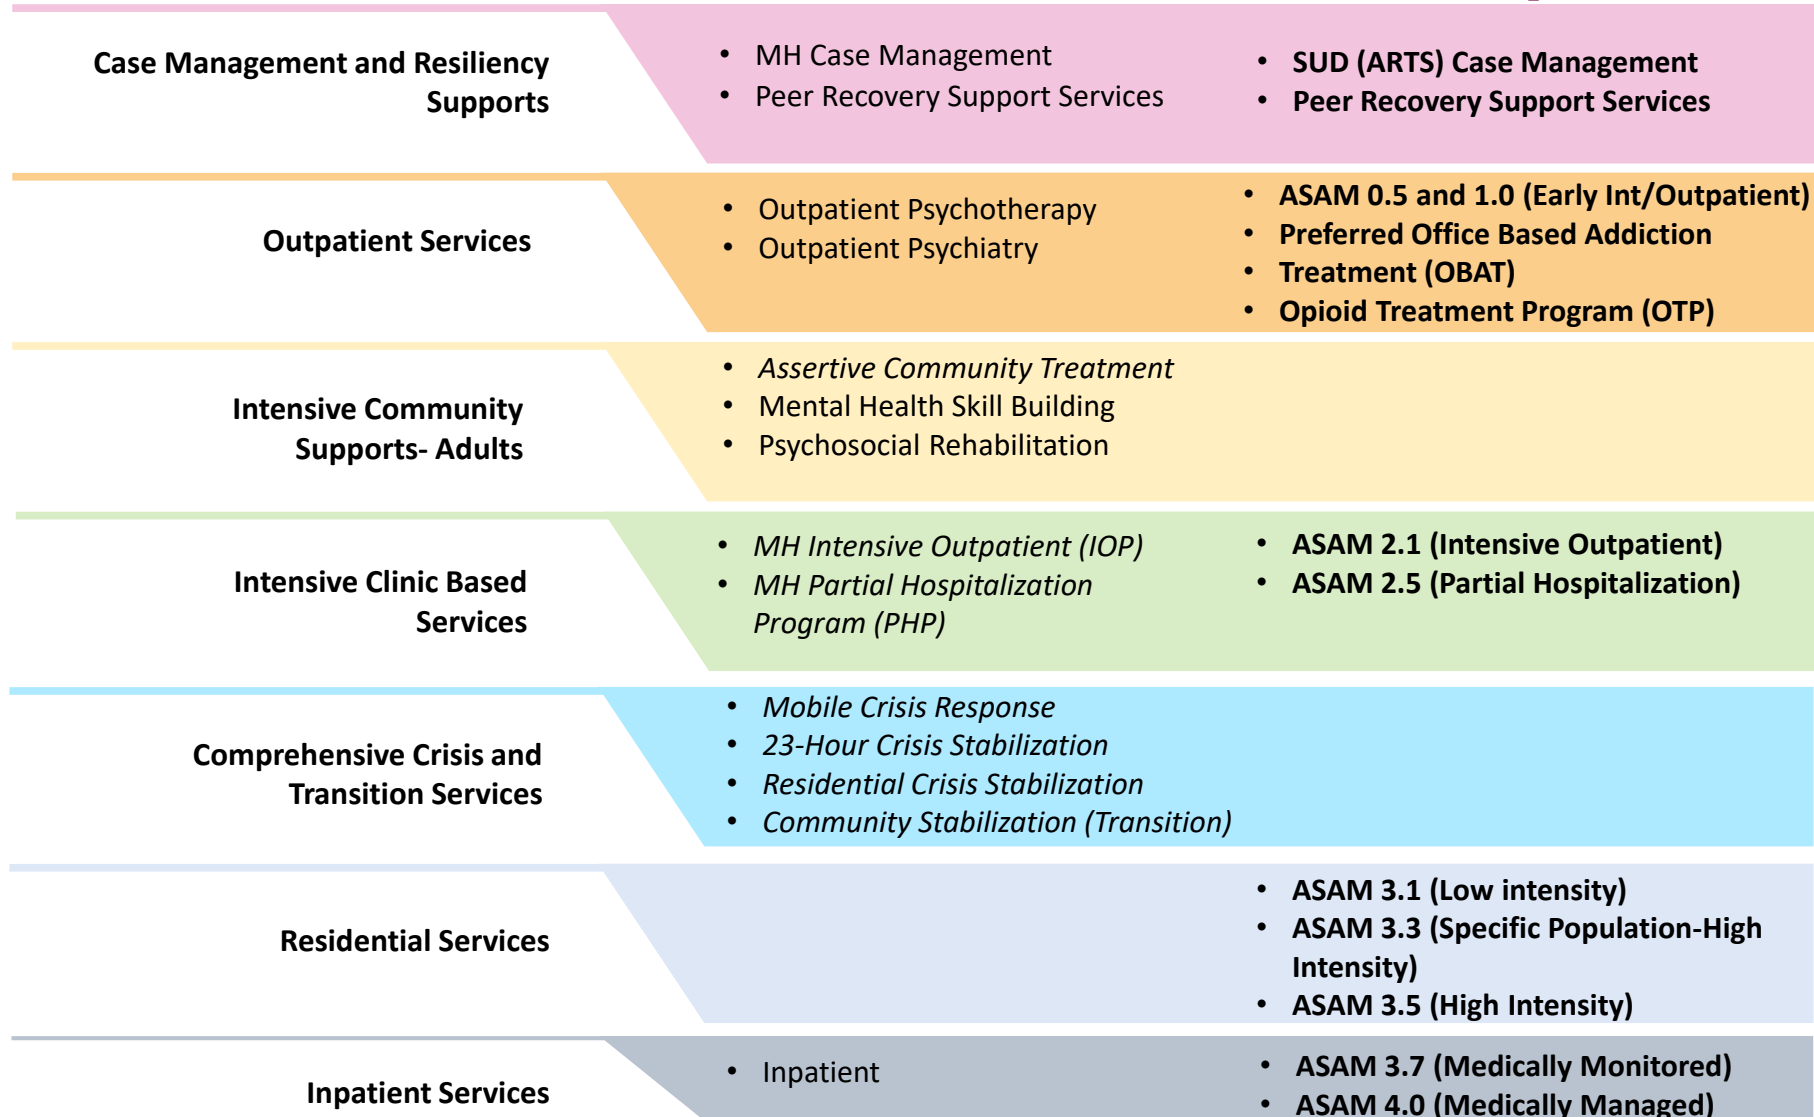 Case Management and Resiliency
Supports
• MH Case Management
• Peer Recovery Support Services
• SUD (ARTS) Case Management
• Peer Recovery Support Services
Outpatient Services
• Outpatient Psychotherapy
• Outpatient Psychiatry
• ASAM 0.5 and 1.0 (Early Int/Outpatient)
• Preferred Office Based Addiction
• Treatment (OBAT)
• Opioid Treatment Program (OTP)
Intensive Community
Supports- Adults
• Assertive Community Treatment
• Mental Health Skill Building
• Psychosocial Rehabilitation
Intensive Clinic Based
Services
• MH Intensive Outpatient (IOP)
• MH Partial Hospitalization
Program (PHP)
• ASAM 2.1 (Intensive Outpatient)
• ASAM 2.5 (Partial Hospitalization)
Comprehensive Crisis and
Transition Services
• Mobile Crisis Response
• 23-Hour Crisis Stabilization
• Residential Crisis Stabilization
• Community Stabilization (Transition)
Residential Services
• ASAM 3.1 (Low intensity)
• ASAM 3.3 (Specific Population-High
Intensity)
• ASAM 3.5 (High Intensity)
Inpatient Services
• Inpatient
• ASAM 3.7 (Medically Monitored)
• ASAM 4.0 (Medically Managed)